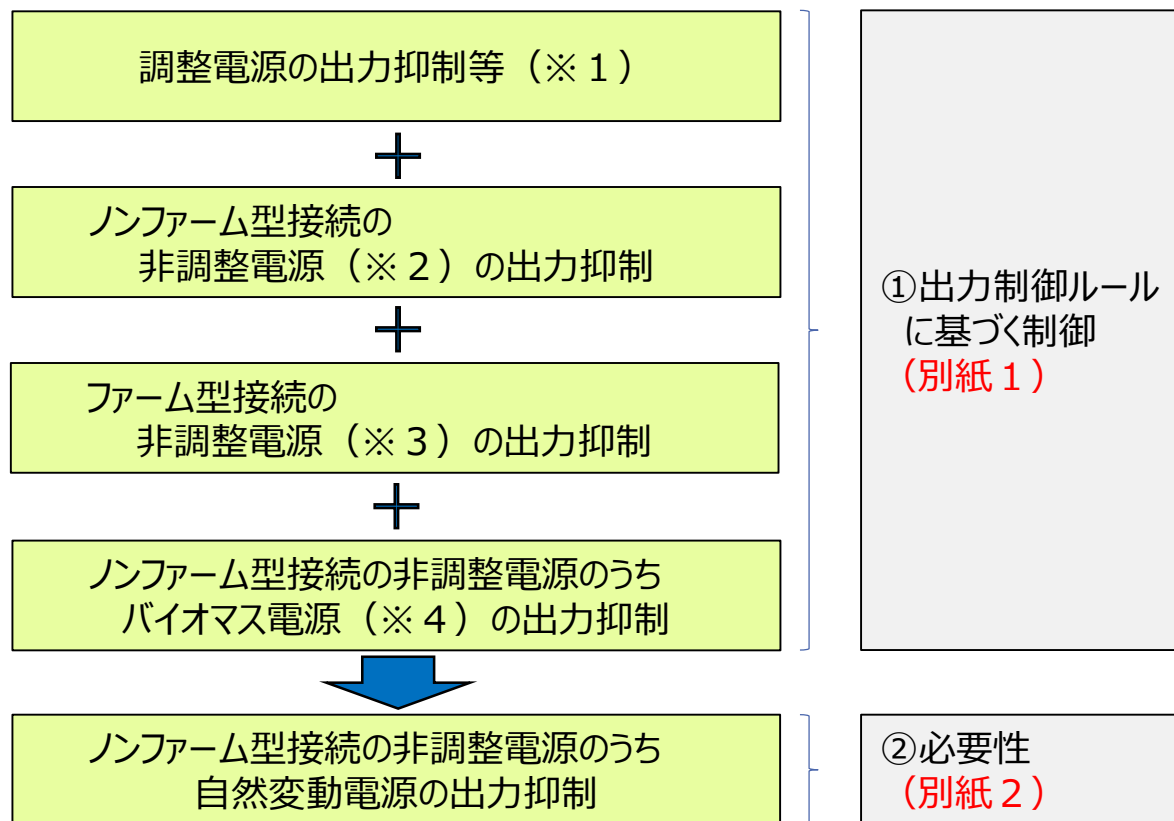 調整電源の出力抑制等（※１）
ノンファーム型接続の
非調整電源（※２）の出力抑制
ファーム型接続の
非調整電源（※３）の出力抑制
ノンファーム型接続の非調整電源のうち
バイオマス電源（※４）の出力抑制
ノンファーム型接続の非調整電源のうち
自然変動電源の出力抑制
①出力制御ルール
に基づく制御
（別紙１）
②必要性
（別紙２）